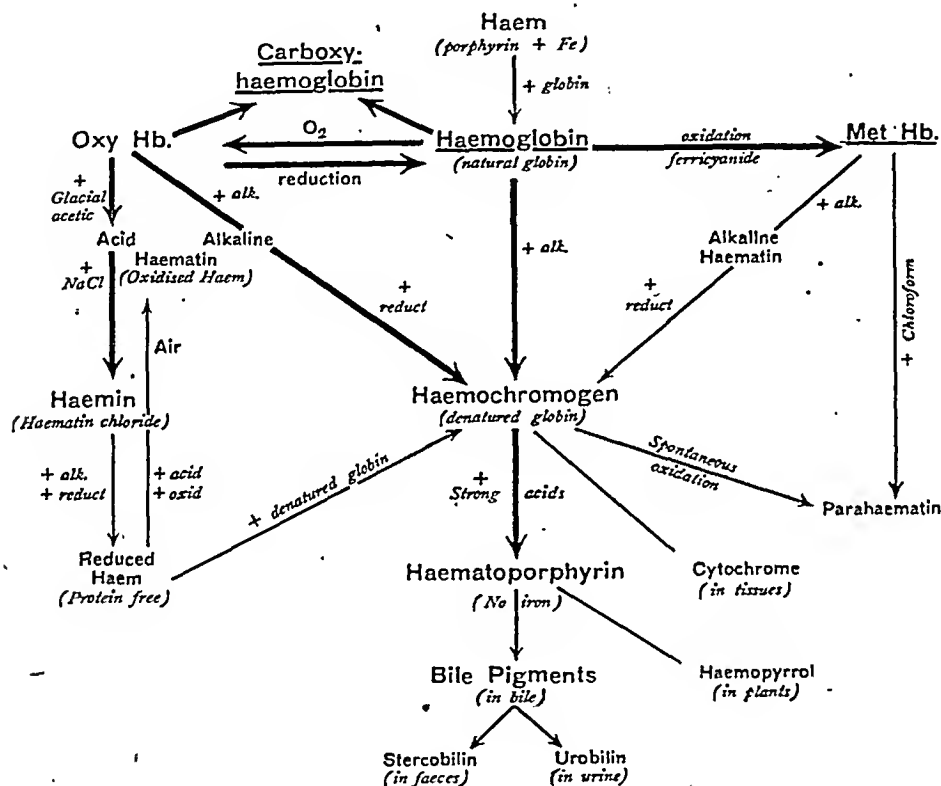 Haem
(porphyrin + Fe)
Carboxy-
haemoglobin
+ globin
Oxy Hb.
O2
Haemoglobin
(natural globin)
oxidation
ferricyanide
Met Hb.
reduction
+
Glacial
acetic
+ alk.
+ alk.
+ alk.
Acid
Alkaline
Haematin
(Oxidised Haem)
Alkaline
Haematin
+
NaCl
+
reduct
+
reduct
+ Chloroform
Air
Haemin
(Haematin chloride)
Haemochromogen
(denatured globin)
+ alk.
+ reduct
+ acid
+ oxid
+ denatured globin
+
Strong acids
Spontaneous
oxidation
Parahaematin
Reduced
Haem
(Protein free)
Haematoporphyrin
(No iron)
Cytochrome
(in tissues)
Bile Pigments
(in bile)
Haemopyrrol
(in plants)
Stercobilin
(in faeces)
Urobilin
(in urine)